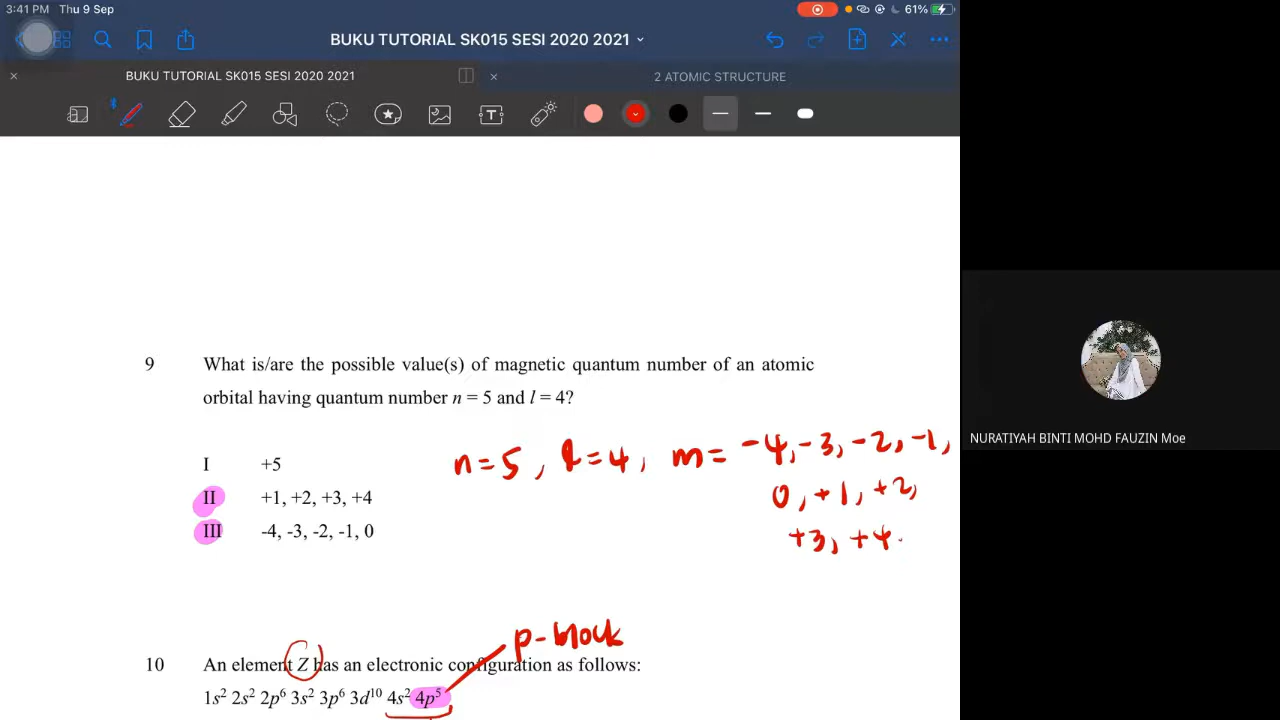 3:41 PM Thu 9 Sep
61%
BUKU TUTORIAL SK015 SESI 2020 2021
BUKU TUTORIAL SK015 SESI 2020 2021
2 ATOMIC STRUCTURE
9 What is/are the possible value(s) of magnetic quantum number of an atomic
orbital having quantum number n = 5 and l = 4?
n=5, l=4, m= -4, -3, -2, -1,
I +5
II +1, +2, +3, +4
0, +1, +2,
III -4, -3, -2, -1, 0
+3, +4.
p-block
10 An element Z has an electronic configuration as follows:
1s² 2s² 2p⁶ 3s² 3p⁶ 3d¹⁰ 4s² 4p⁵
NURATIYAH BINTI MOHD FAUZIN Moe